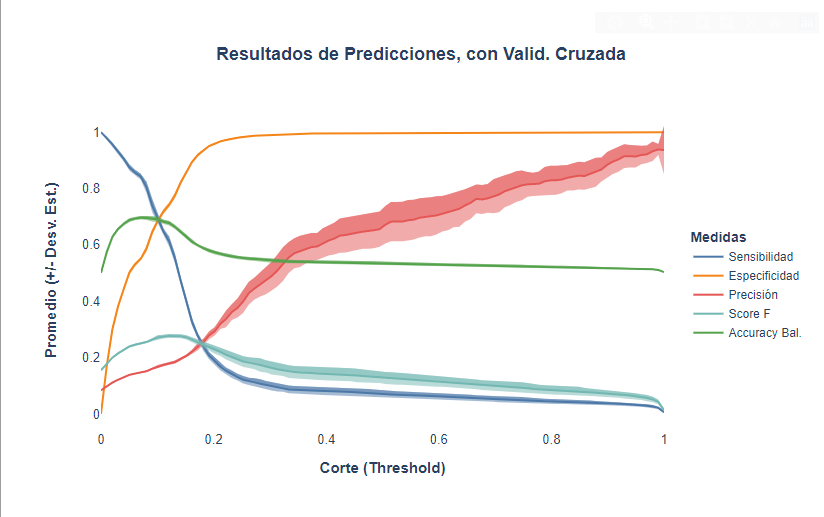 Resultados de Predicciones, con Valid. Cruzada
Promedio (+/- Desv. Est.)
1
0.8
0.6
0.4
0.2
0
0
0.2
0.4
0.6
0.8
1
Corte (Threshold)
Medidas
Sensibilidad
Especificidad
Precisión
Score F
Accuracy Bal.